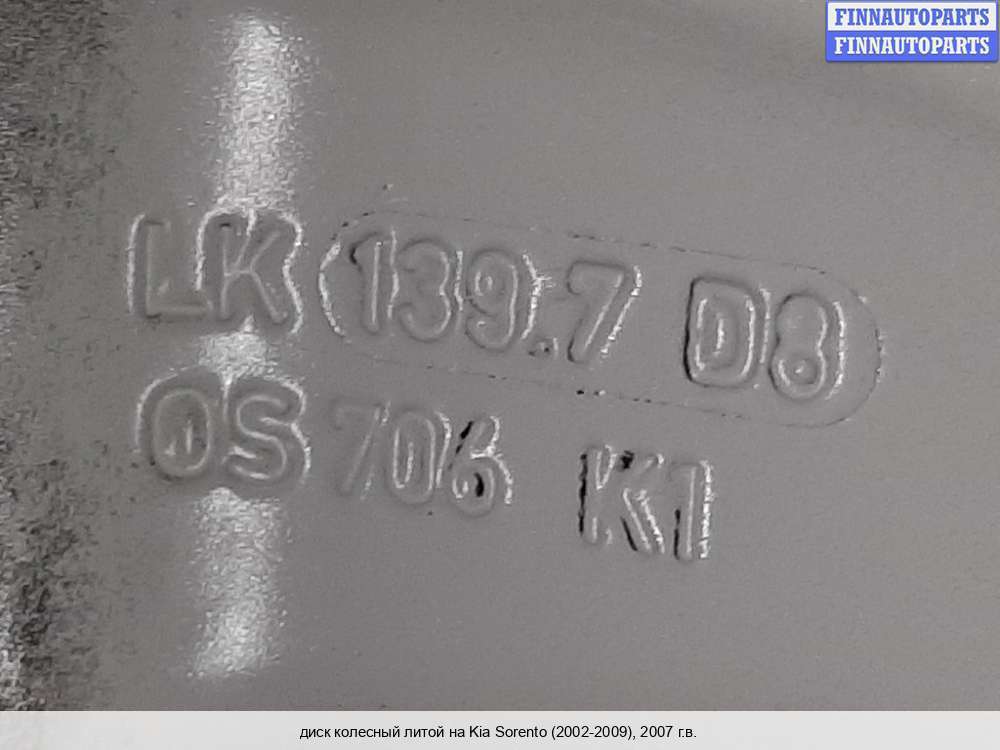 FINNAUTOPARTS
FINNAUTOPARTS
LK 139.7 D8
OS 706 K1
диск колесный литой на Kia Sorento (2002-2009), 2007 г.в.